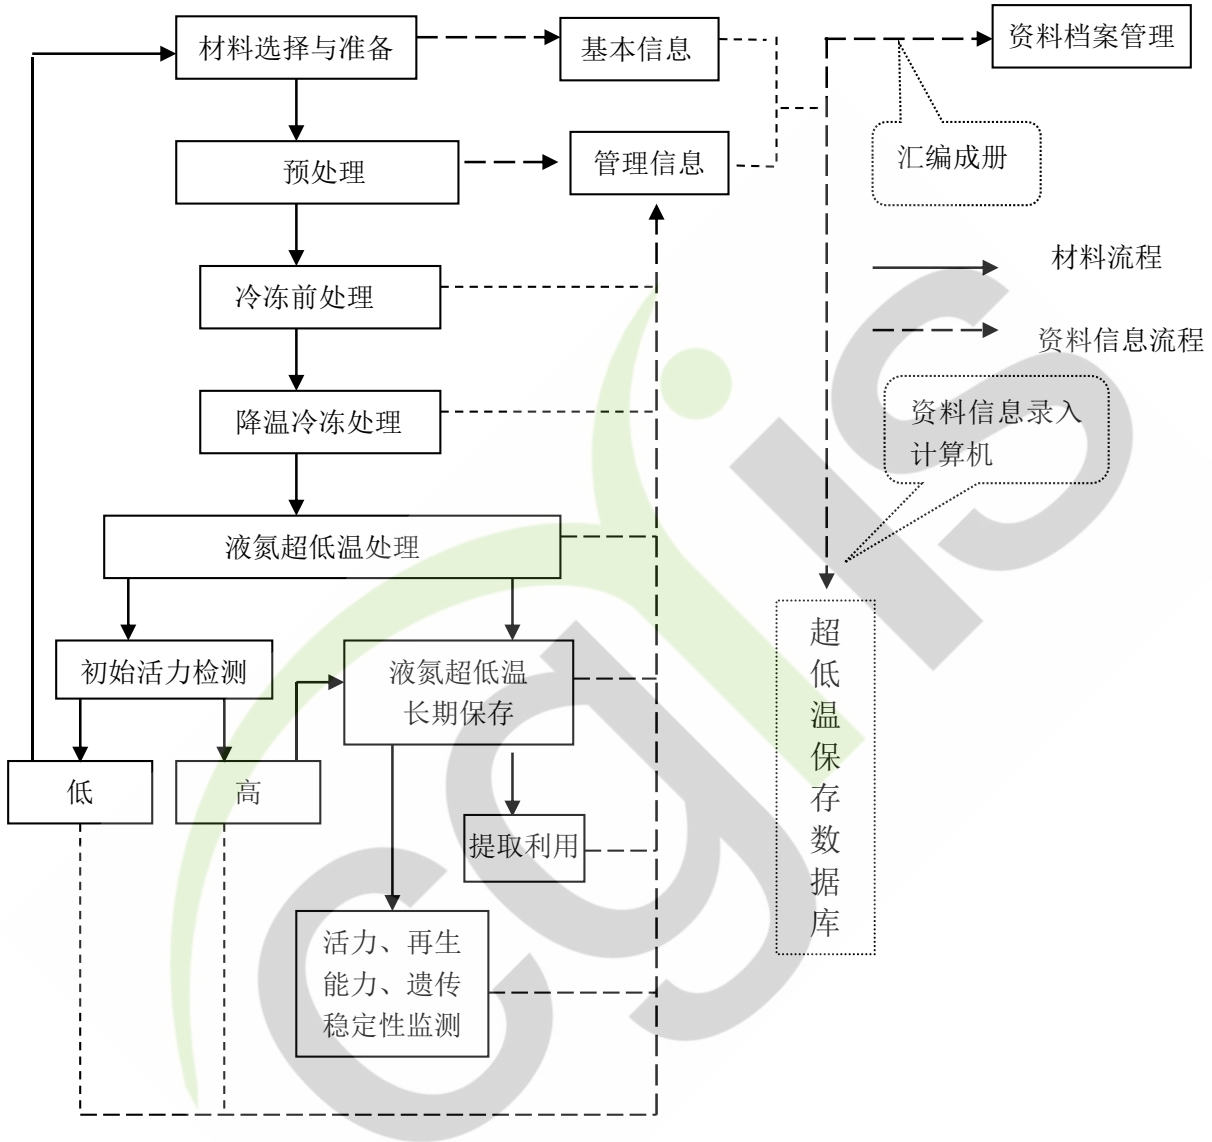 材料选择与准备
基本信息
资料档案管理
预处理
管理信息
汇编成册
材料流程
冷冻前处理
资料信息流程
降温冷冻处理
资料信息录入
计算机
液氮超低温处理
初始活力检测
液氮超低温
长期保存
超
低
温
保
存
数
据
库
低
高
提取利用
活力、再生
能力、遗传
稳定性监测
cgris